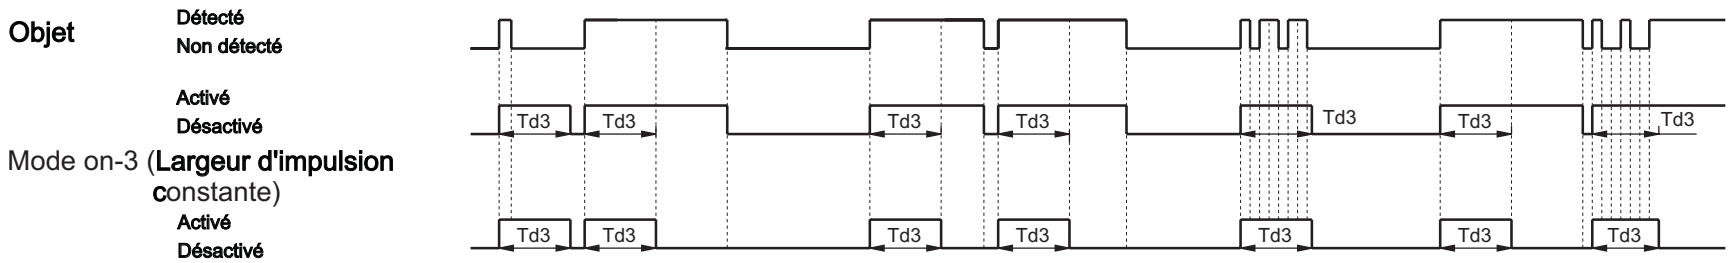 Détecté
Objet
Non détecté
Activé
Td3 Td3 Td3 Td3 Td3 Td3 Td3
Désactivé
Mode on-3 (Largeur d'impulsion
constante)
Activé
Td3 Td3 Td3 Td3 Td3 Td3 Td3
Désactivé